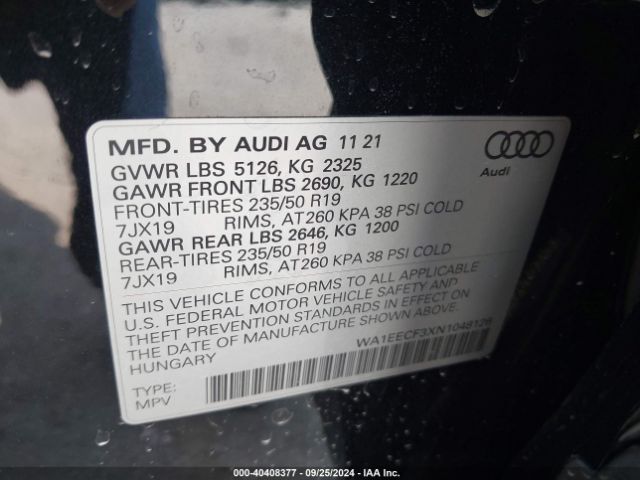 MFD. BY AUDI AG 11 21
GVWR LBS 5126, KG 2325
GAWR FRONT LBS 2690, KG 1220
FRONT-TIRES 235/50 R19
7JX19 RIMS, AT260 KPA 38 PSI COLD
GAWR REAR LBS 2646, KG 1200
REAR-TIRES 235/50 R19
7JX19 RIMS, AT260 KPA 38 PSI COLD
Audi
THIS VEHICLE CONFORMS TO ALL APPLICABLE
U.S. FEDERAL MOTOR VEHICLE SAFETY AND
THEFT PREVENTION STANDARDS IN EFFECT ON
THE DATE OF MANUFACTURE SHOWN ABOVE.
HUNGARY
WA1EECF3XN1048126
TYPE:
MPV
000-40408377 - 09/25/2024 - IAA Inc.